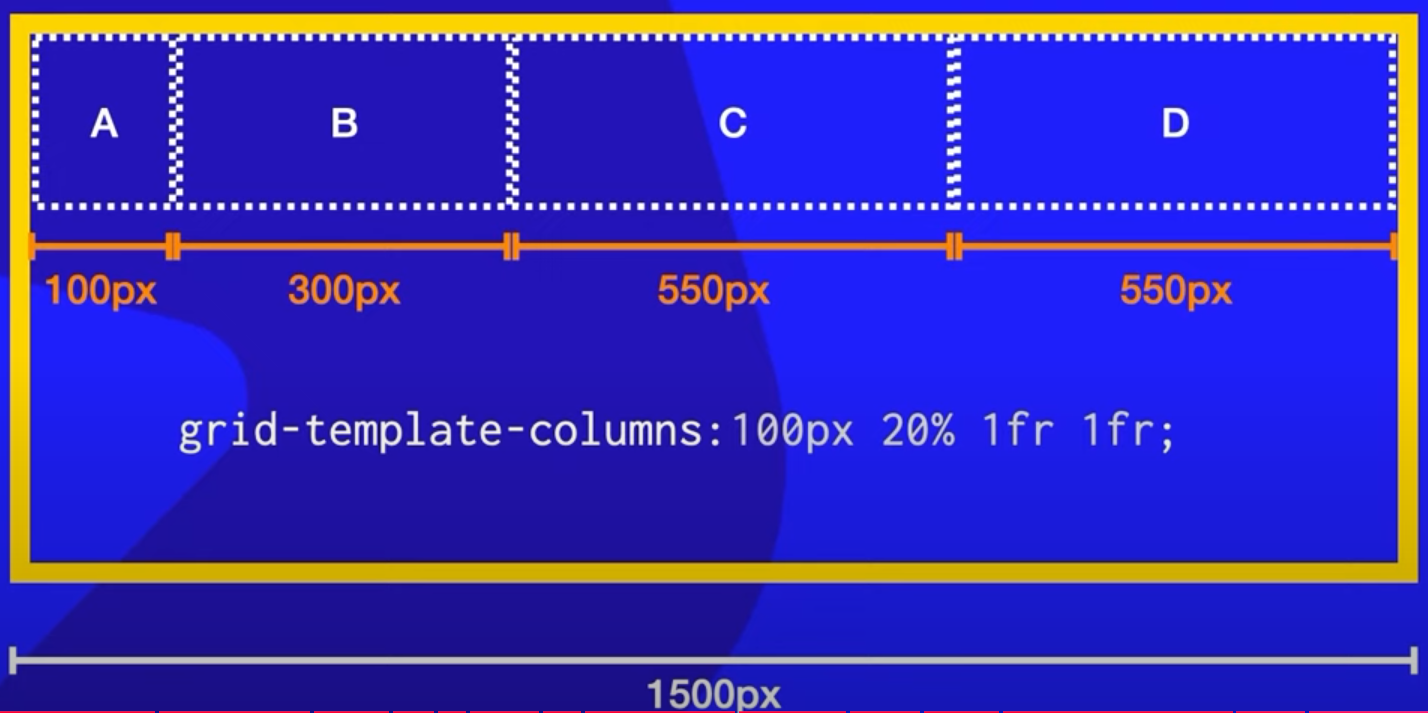 A B C D
100px 300px 550px 550px
grid-template-columns:100px 20% 1fr 1fr;
1500px